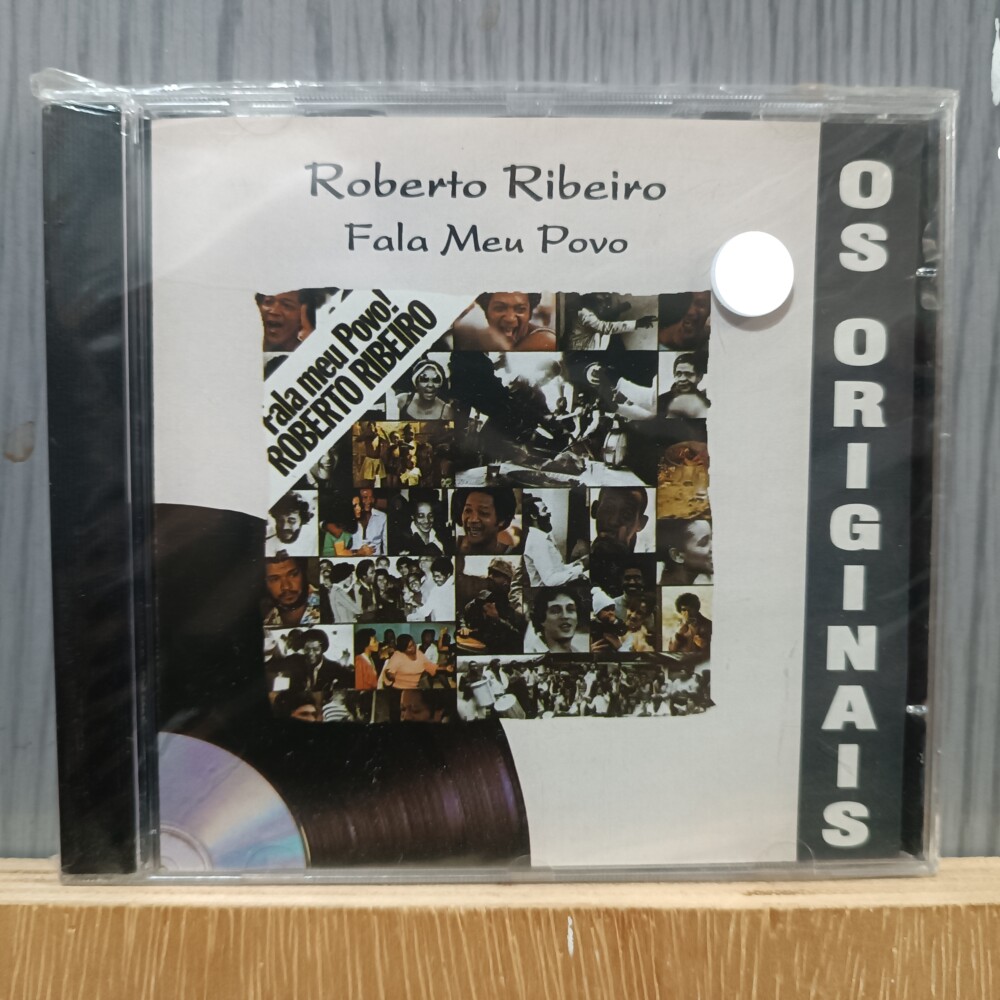 Roberto Ribeiro
Fala Meu Povo
fala meu Povo!
ROBERTO RIBEIRO
OS ORIGINAIS